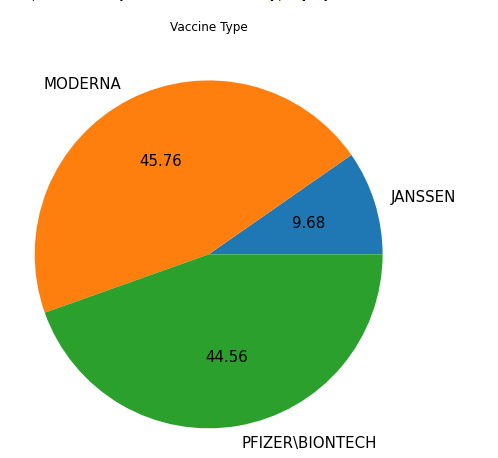 Vaccine Type
MODERNA
45.76
JANSSEN
9.68
44.56
PFIZER\BIONTECH